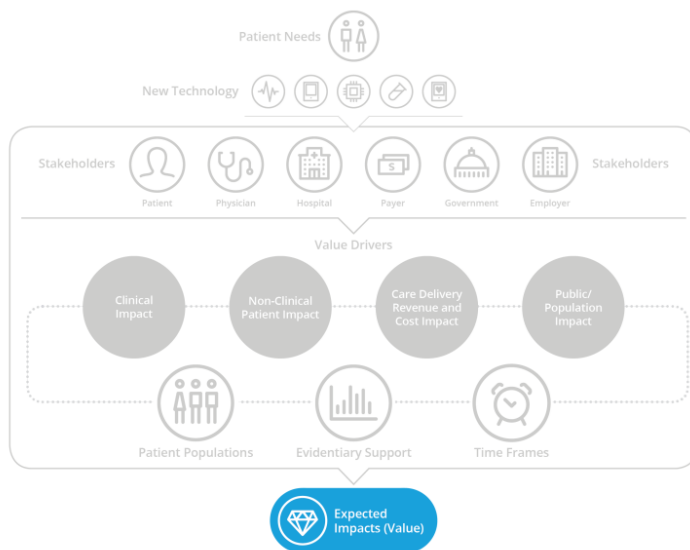 Patient Needs
New Technology
Stakeholders
Stakeholders
Patient
Physician
Hospital
$
Payer
Government
Employer
Value Drivers
Clinical
Impact
Non-Clinical
Patient Impact
Care Delivery
Revenue and
Cost Impact
Public/
Population
Impact
Patient Populations
Evidentiary Support
Time Frames
Expected
Impacts (Value)